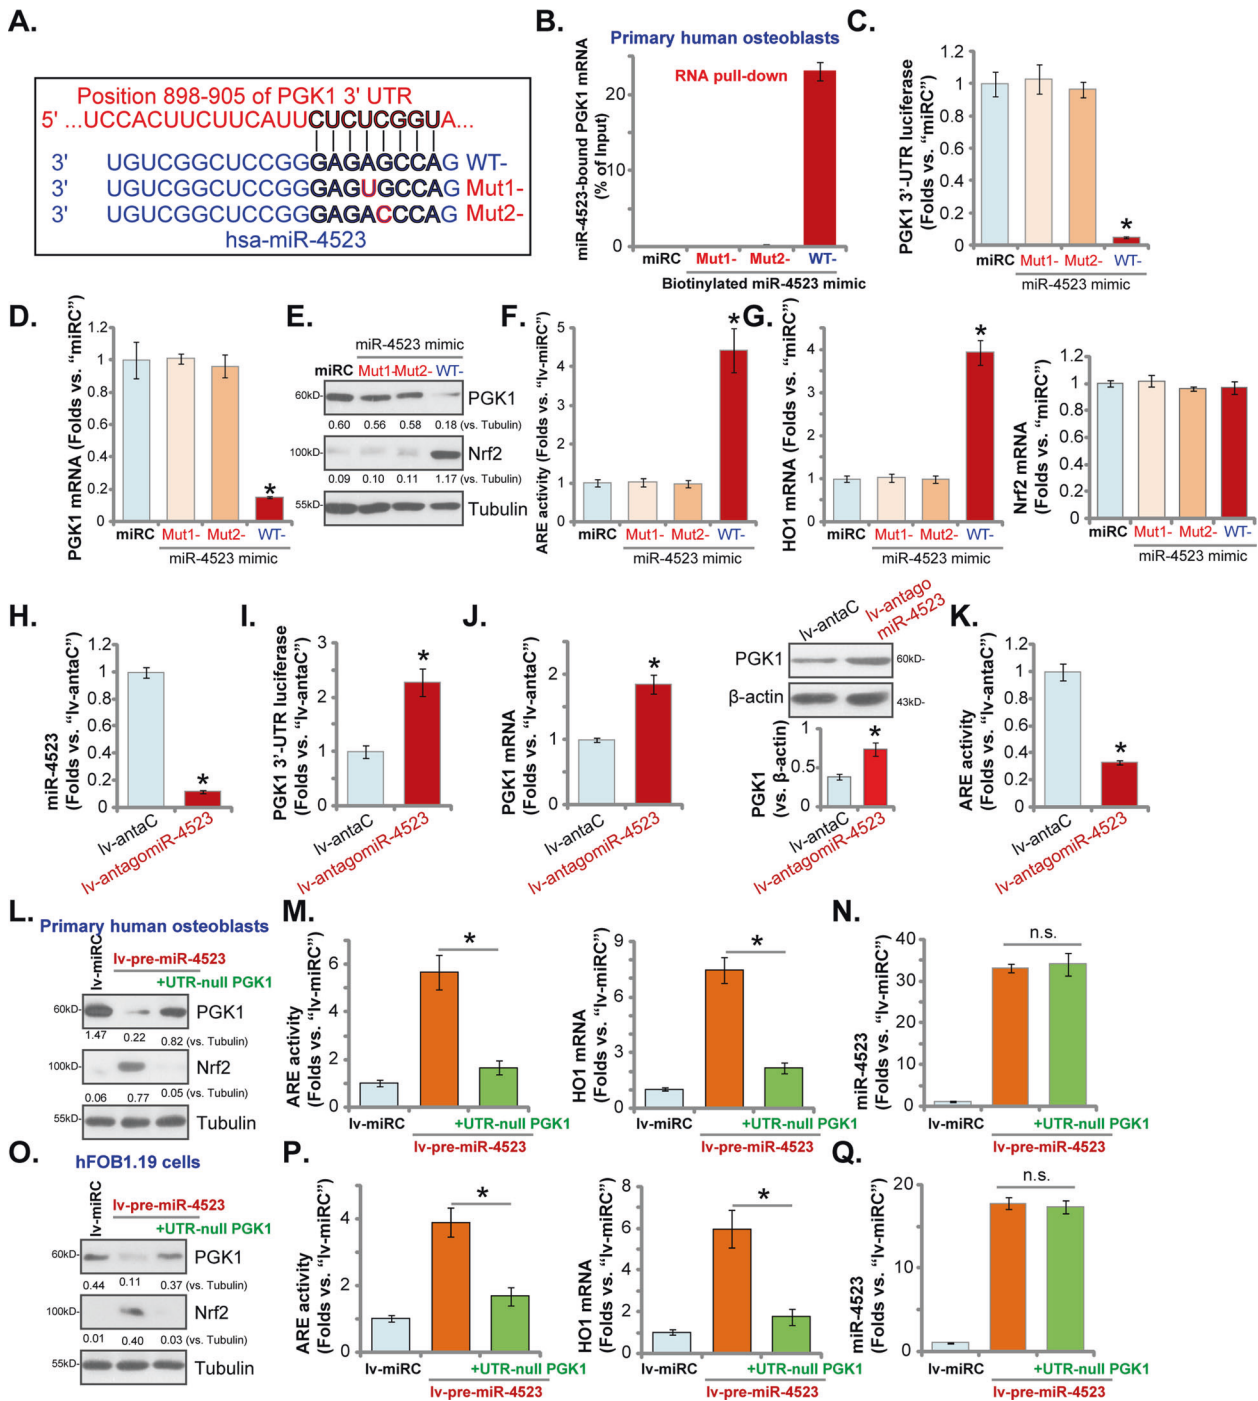 A.
Position 898-905 of PGK1 3' UTR
5' ...UCCACUUCUUCAUUCUCUCGGUA...
3' UGUCGGCUCCGGGAGAGCCAG WT-
3' UGUCGGCUCCGGGAGUGCCAG Mut1-
3' UGUCGGCUCCGGGAGACCCAG Mut2-
hsa-miR-4523
B.
Primary human osteoblasts
RNA pull-down
miR-4523-bound PGK1 mRNA
(% of Input)
20
10
0
miRC Mut1- Mut2- WT-
Biotinylated miR-4523 mimic
C.
PGK1 3'-UTR luciferase
(Folds vs. “miRC”)
1.2
1
0.8
0.6
0.4
0.2
0
*
miRC Mut1- Mut2- WT-
miR-4523 mimic
D.
PGK1 mRNA (Folds vs. “miRC”)
1.2
1
0.8
0.6
0.4
0.2
0
*
miRC Mut1- Mut2- WT-
miR-4523 mimic
E.
miR-4523 mimic
miRC Mut1- Mut2- WT-
60kD- PGK1
0.60 0.56 0.58 0.18 (vs. Tubulin)
100kD- Nrf2
0.09 0.10 0.11 1.17 (vs. Tubulin)
55kD- Tubulin
F.
ARE activity (Folds vs. “lv-miRC”)
5
4
3
2
1
0
*
miRC Mut1- Mut2- WT-
miR-4523 mimic
G.
HO1 mRNA (Folds vs. “miRC”)
5
4
3
2
1
0
*
miRC Mut1- Mut2- WT-
miR-4523 mimic
Nrf2 mRNA
(Folds vs. “miRC”)
1.2
1
0.8
0.6
0.4
0.2
0
miRC Mut1- Mut2- WT-
miR-4523 mimic
H.
miR-4523
(Folds vs. “lv-antaC”)
1.2
1
0.8
0.6
0.4
0.2
0
*
lv-antaC
lv-antagomiR-4523
I.
PGK1 3'-UTR luciferase
(Folds vs. “lv-antaC”)
3
2
1
0
*
lv-antaC
lv-antagomiR-4523
J.
PGK1 mRNA
(Folds vs. “lv-antaC”)
2
1
0
*
lv-antaC
lv-antagomiR-4523
lv-antaC
lv-antago
miR-4523
PGK1 60kD-
β-actin 43kD-
PGK1
(vs. β-actin)
1
0.5
0
*
lv-antaC
lv-antagomiR-4523
K.
ARE activity
(Folds vs. “lv-antaC”)
1.2
1
0.8
0.6
0.4
0.2
0
*
lv-antaC
lv-antagomiR-4523
L.
Primary human osteoblasts
lv-miRC
lv-pre-miR-4523
+UTR-null PGK1
60kD- PGK1
1.47 0.22 0.82 (vs. Tubulin)
100kD- Nrf2
0.06 0.77 0.05 (vs. Tubulin)
55kD- Tubulin
M.
ARE activity
(Folds vs. “lv-miRC”)
6
4
2
0
*
lv-miRC +UTR-null PGK1
lv-pre-miR-4523
HO1 mRNA
(Folds vs. “lv-miRC”)
9
6
3
0
*
lv-miRC +UTR-null PGK1
lv-pre-miR-4523
N.
miR-4523
(Folds vs. “lv-miRC”)
40
30
20
10
0
n.s.
lv-miRC +UTR-null PGK1
lv-pre-miR-4523
O.
hFOB1.19 cells
lv-miRC
lv-pre-miR-4523
+UTR-null PGK1
60kD- PGK1
0.44 0.11 0.37 (vs. Tubulin)
100kD- Nrf2
0.01 0.40 0.03 (vs. Tubulin)
55kD- Tubulin
P.
ARE activity
(Folds vs. “lv-miRC”)
4
2
0
*
lv-miRC +UTR-null PGK1
lv-pre-miR-4523
HO1 mRNA
(Folds vs. “lv-miRC”)
8
6
4
2
0
*
lv-miRC +UTR-null PGK1
lv-pre-miR-4523
Q.
miR-4523
(Folds vs. “lv-miRC”)
20
10
0
n.s.
lv-miRC +UTR-null PGK1
lv-pre-miR-4523